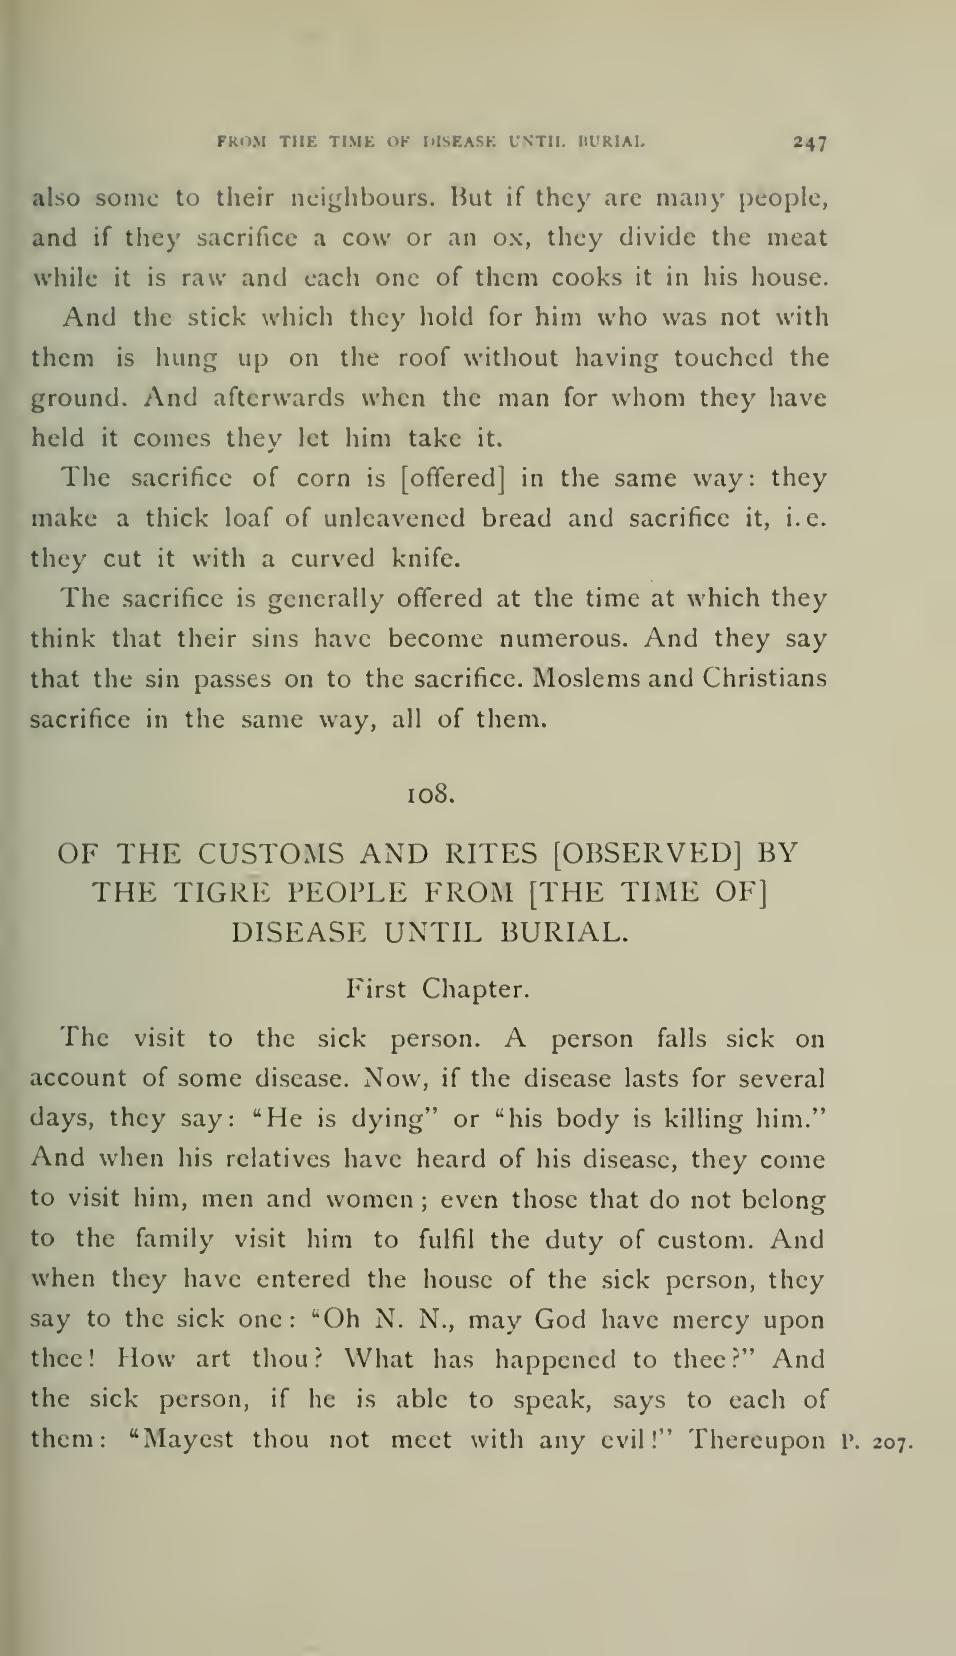 FROM THE TIME OF DISEASE UNTIL BURIAL 247
also some to their neighbours. But if they are many people,
and if they sacrifice a cow or an ox, they divide the meat
while it is raw and each one of them cooks it in his house.
And the stick which they hold for him who was not with
them is hung up on the roof without having touched the
ground. And afterwards when the man for whom they have
held it comes they let him take it.
The sacrifice of corn is [offered] in the same way: they
make a thick loaf of unleavened bread and sacrifice it, i. e.
they cut it with a curved knife.
The sacrifice is generally offered at the time at which they
think that their sins have become numerous. And they say
that the sin passes on to the sacrifice. Moslems and Christians
sacrifice in the same way, all of them.
108.
OF THE CUSTOMS AND RITES [OBSERVED] BY
THE TIGRE PEOPLE FROM [THE TIME OF]
DISEASE UNTIL BURIAL.
First Chapter.
The visit to the sick person. A person falls sick on
account of some disease. Now, if the disease lasts for several
days, they say: “He is dying” or “his body is killing him.”
And when his relatives have heard of his disease, they come
to visit him, men and women; even those that do not belong
to the family visit him to fulfil the duty of custom. And
when they have entered the house of the sick person, they
say to the sick one: “Oh N. N., may God have mercy upon
thee! How art thou? What has happened to thee?” And
the sick person, if he is able to speak, says to each of
them: “Mayest thou not meet with any evil!” Thereupon P. 207.